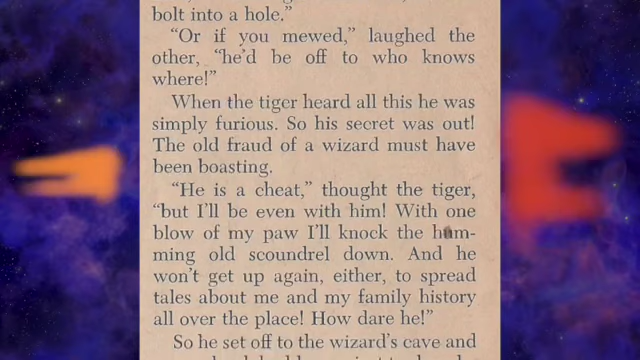 bolt into a hole.”
“Or if you mewed,” laughed the
other, “he’d be off to who knows
where!”
When the tiger heard all this he was
simply furious. So his secret was out!
The old fraud of a wizard must have
been boasting.
“He is a cheat,” thought the tiger,
“but I’ll be even with him! With one
blow of my paw I’ll knock the hum-
ming old scoundrel down. And he
won’t get up again, either, to spread
tales about me and my family history
all over the place! How dare he!”
So he set off to the wizard’s cave and